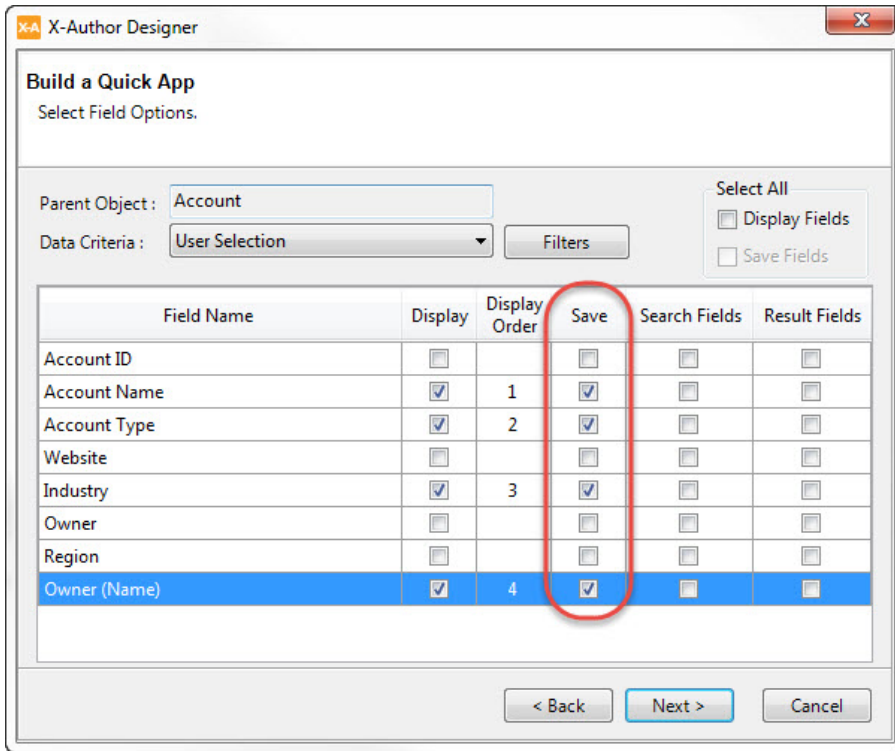 X-A X-Author Designer
Build a Quick App
Select Field Options.
Parent Object : Account
Data Criteria : User Selection Filters
Select All
Display Fields
Save Fields
Field Name Display Display Order Save Search Fields Result Fields
Account ID
Account Name 1
Account Type 2
Website
Industry 3
Owner
Region
Owner (Name) 4
< Back Next > Cancel